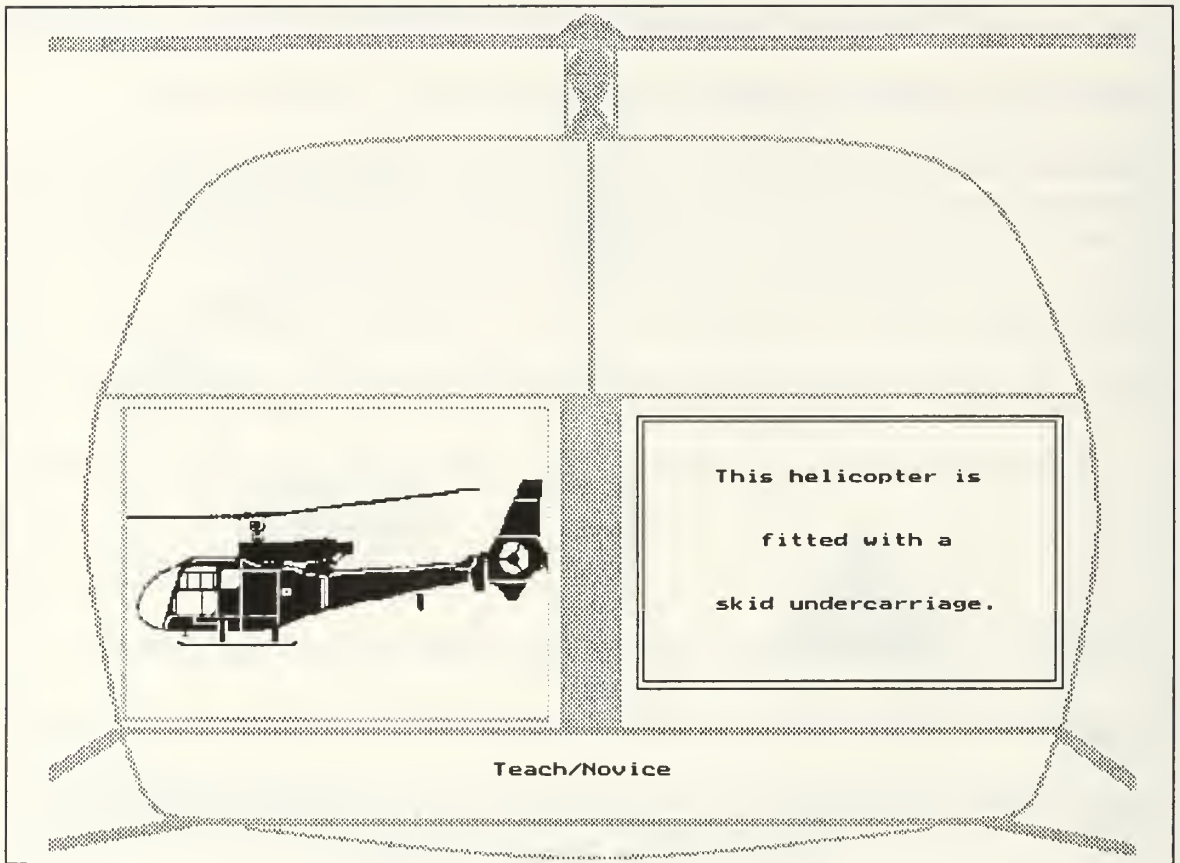 This helicopter is
fitted with a
skid undercarriage.
Teach/Novice